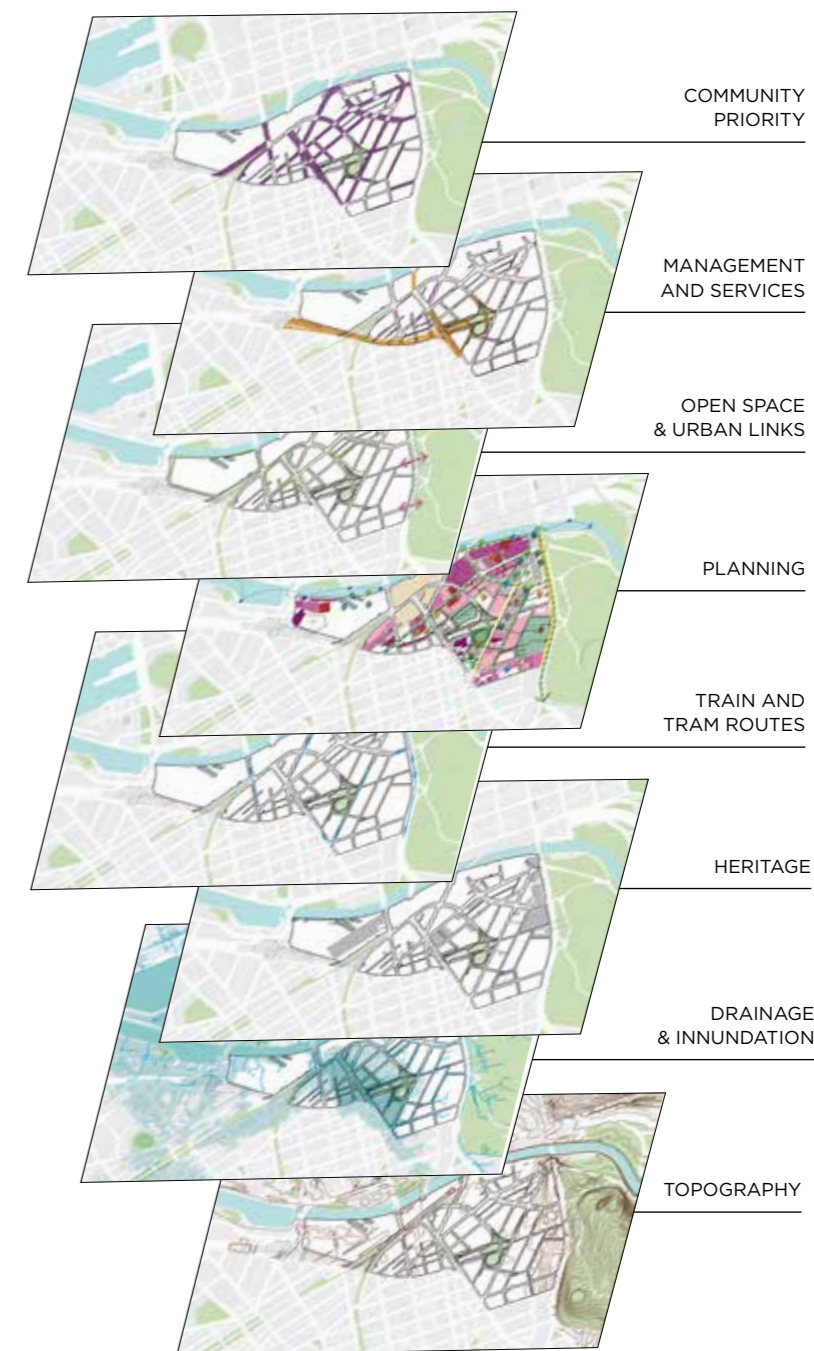 COMMUNITY
PRIORITY
MANAGEMENT
AND SERVICES
OPEN SPACE
& URBAN LINKS
PLANNING
TRAIN AND
TRAM ROUTES
HERITAGE
DRAINAGE
& INNUNDATION
TOPOGRAPHY